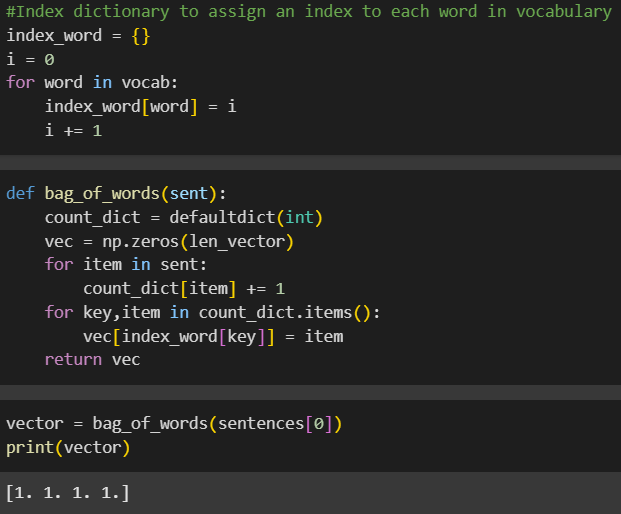 #Index dictionary to assign an index to each word in vocabulary
index_word = {}
i = 0
for word in vocab:
    index_word[word] = i
    i += 1
def bag_of_words(sent):
    count_dict = defaultdict(int)
    vec = np.zeros(len_vector)
    for item in sent:
        count_dict[item] += 1
    for key,item in count_dict.items():
        vec[index_word[key]] = item
    return vec
vector = bag_of_words(sentences[0])
print(vector)
[1. 1. 1. 1.]